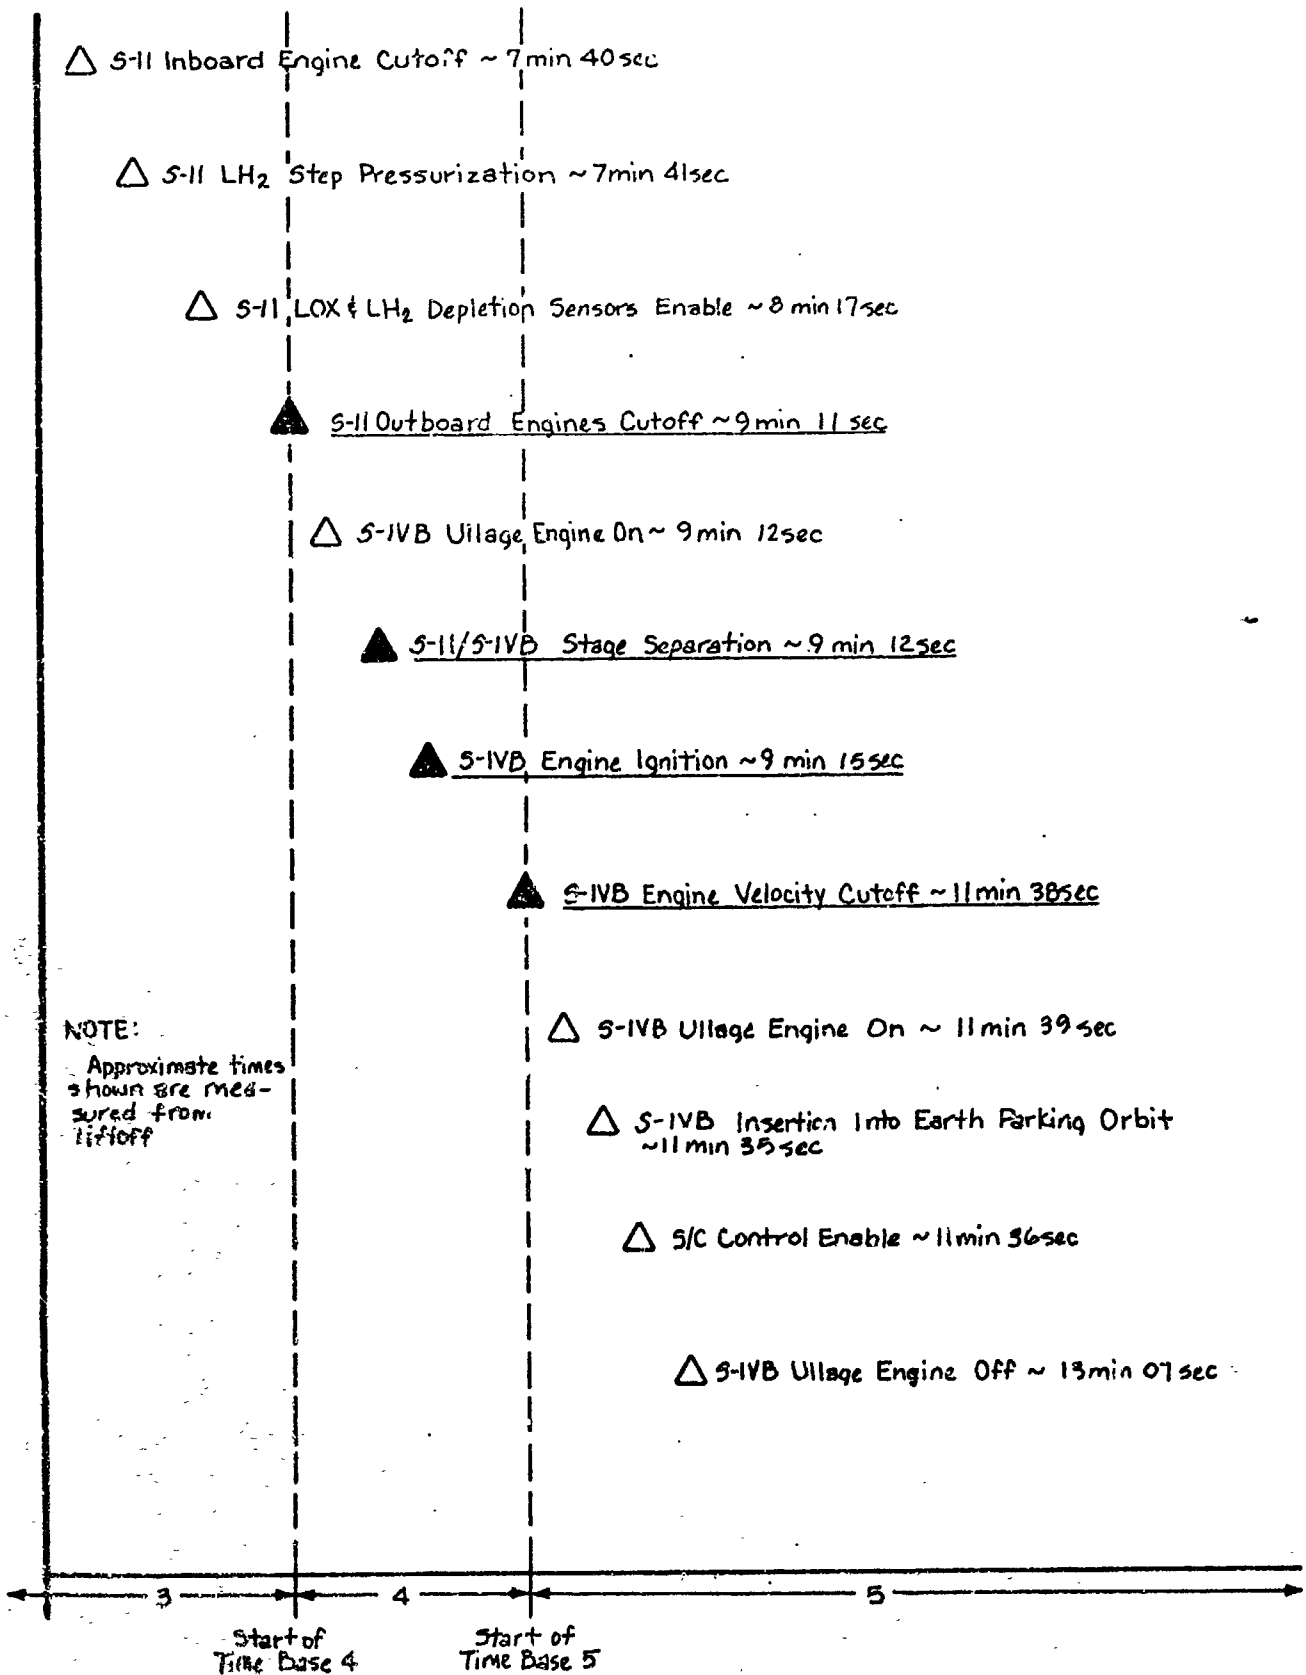 S-11 Inboard Engine Cutoff ~ 7 min 40 sec
S-11 LH2 Step Pressurization ~ 7 min 41 sec
S-11 LOX & LH2 Depletion Sensors Enable ~ 8 min 17 sec
S-11 Outboard Engines Cutoff ~ 9 min 11 sec
S-IVB Ullage Engine On ~ 9 min 12 sec
S-11/S-IVB Stage Separation ~ 9 min 12 sec
S-IVB Engine Ignition ~ 9 min 15 sec
S-IVB Engine Velocity Cutoff ~ 11 min 38 sec
NOTE:
Approximate times
shown are mea-
sured from
liftoff
S-IVB Ullage Engine On ~ 11 min 39 sec
S-IVB Insertion Into Earth Parking Orbit
~ 11 min 35 sec
S/C Control Enable ~ 11 min 36 sec
S-IVB Ullage Engine Off ~ 13 min 07 sec
3 4 5
Start of
Time Base 4
Start of
Time Base 5